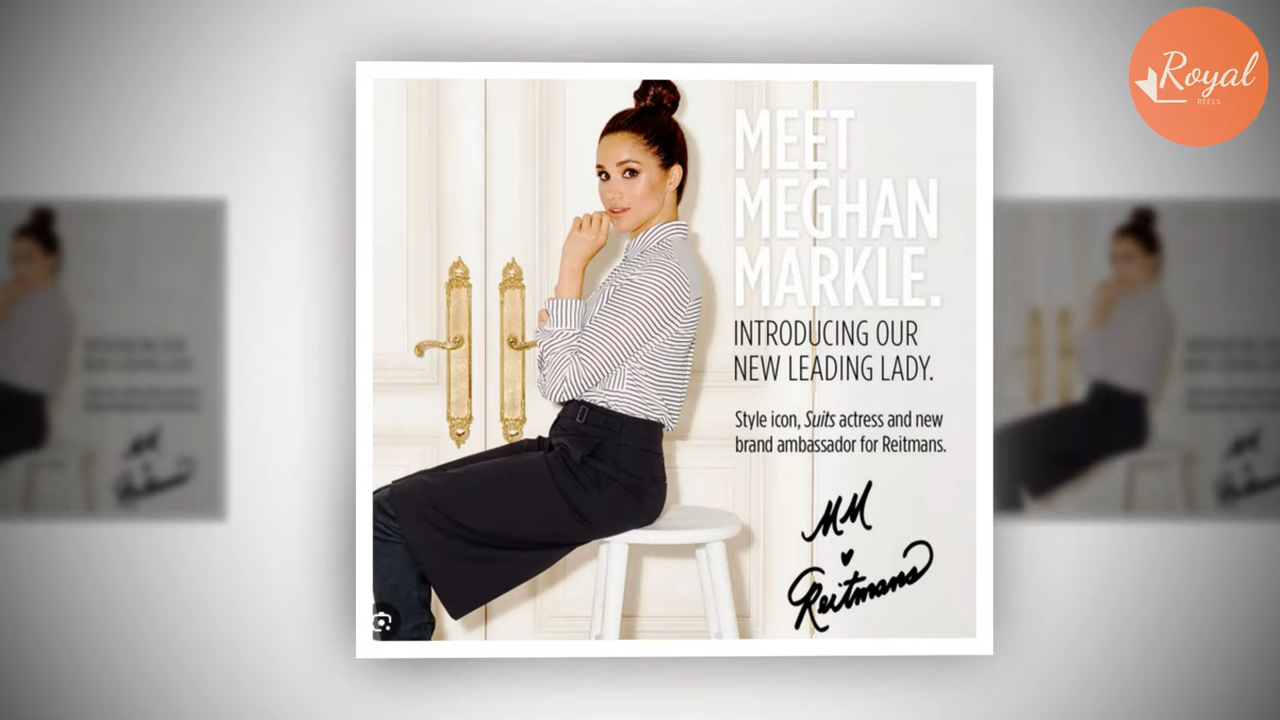 Royal
REELS
MEET
MEGHAN
MARKLE.
INTRODUCING OUR
NEW LEADING LADY.
Style icon, Suits actress and new
brand ambassador for Reitmans.
MM
Reitmans